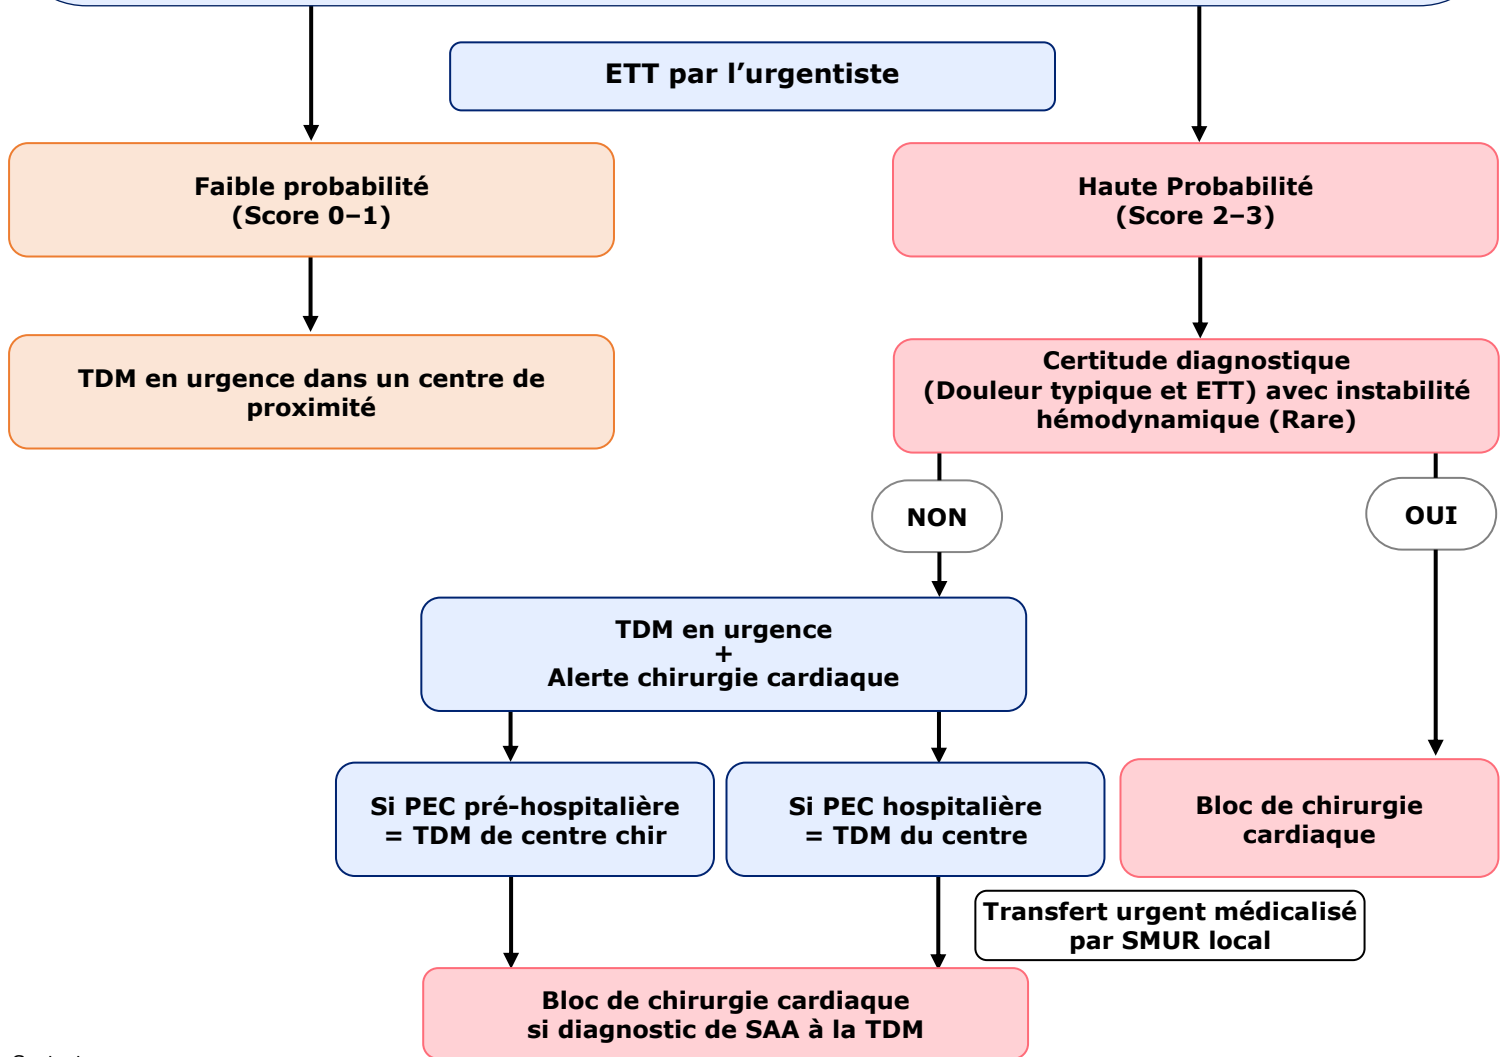 ETT par l’urgentiste
Faible probabilité
(Score 0–1)
Haute Probabilité
(Score 2–3)
TDM en urgence dans un centre de
proximité
Certitude diagnostique
(Douleur typique et ETT) avec instabilité
hémodynamique (Rare)
NON
OUI
TDM en urgence
+
Alerte chirurgie cardiaque
Si PEC pré-hospitalière
= TDM de centre chir
Si PEC hospitalière
= TDM du centre
Bloc de chirurgie
cardiaque
Transfert urgent médicalisé
par SMUR local
Bloc de chirurgie cardiaque
si diagnostic de SAA à la TDM